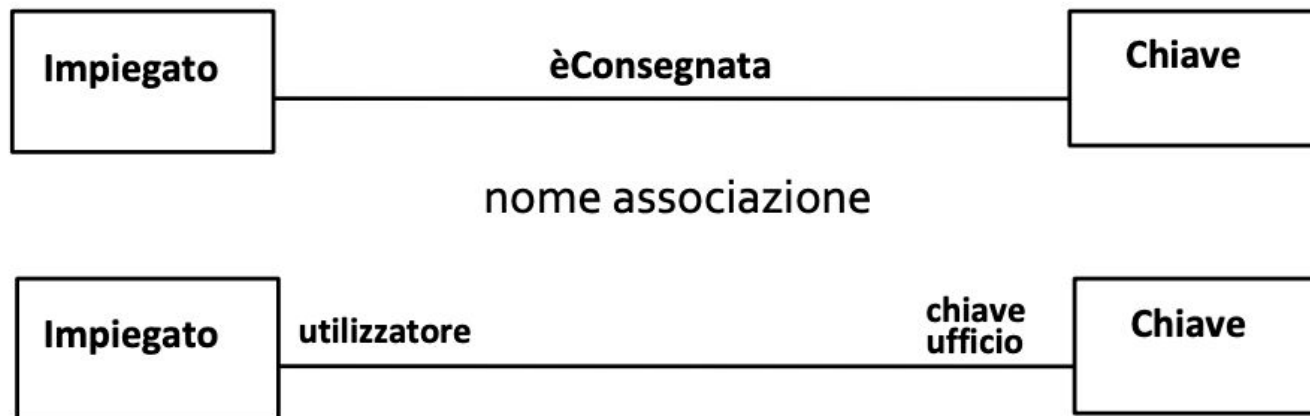 Impiegato
èConsegnata
Chiave
nome associazione
Impiegato
utilizzatore
chiave
ufficio
Chiave